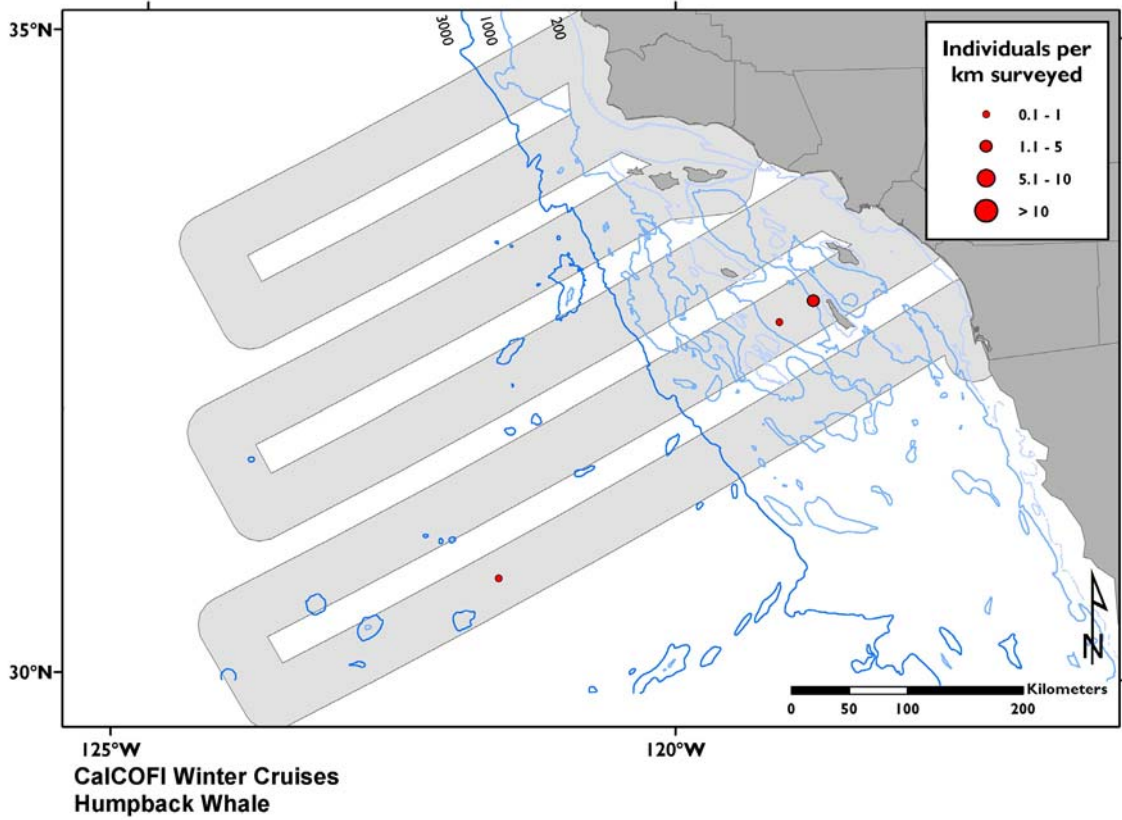 35°N
3000
1000
200
Individuals per
km surveyed
0.1 - 1
1.1 - 5
5.1 - 10
> 10
30°N
N
Kilometers
0 50 100 200
125°W
120°W
CalCOFI Winter Cruises
Humpback Whale